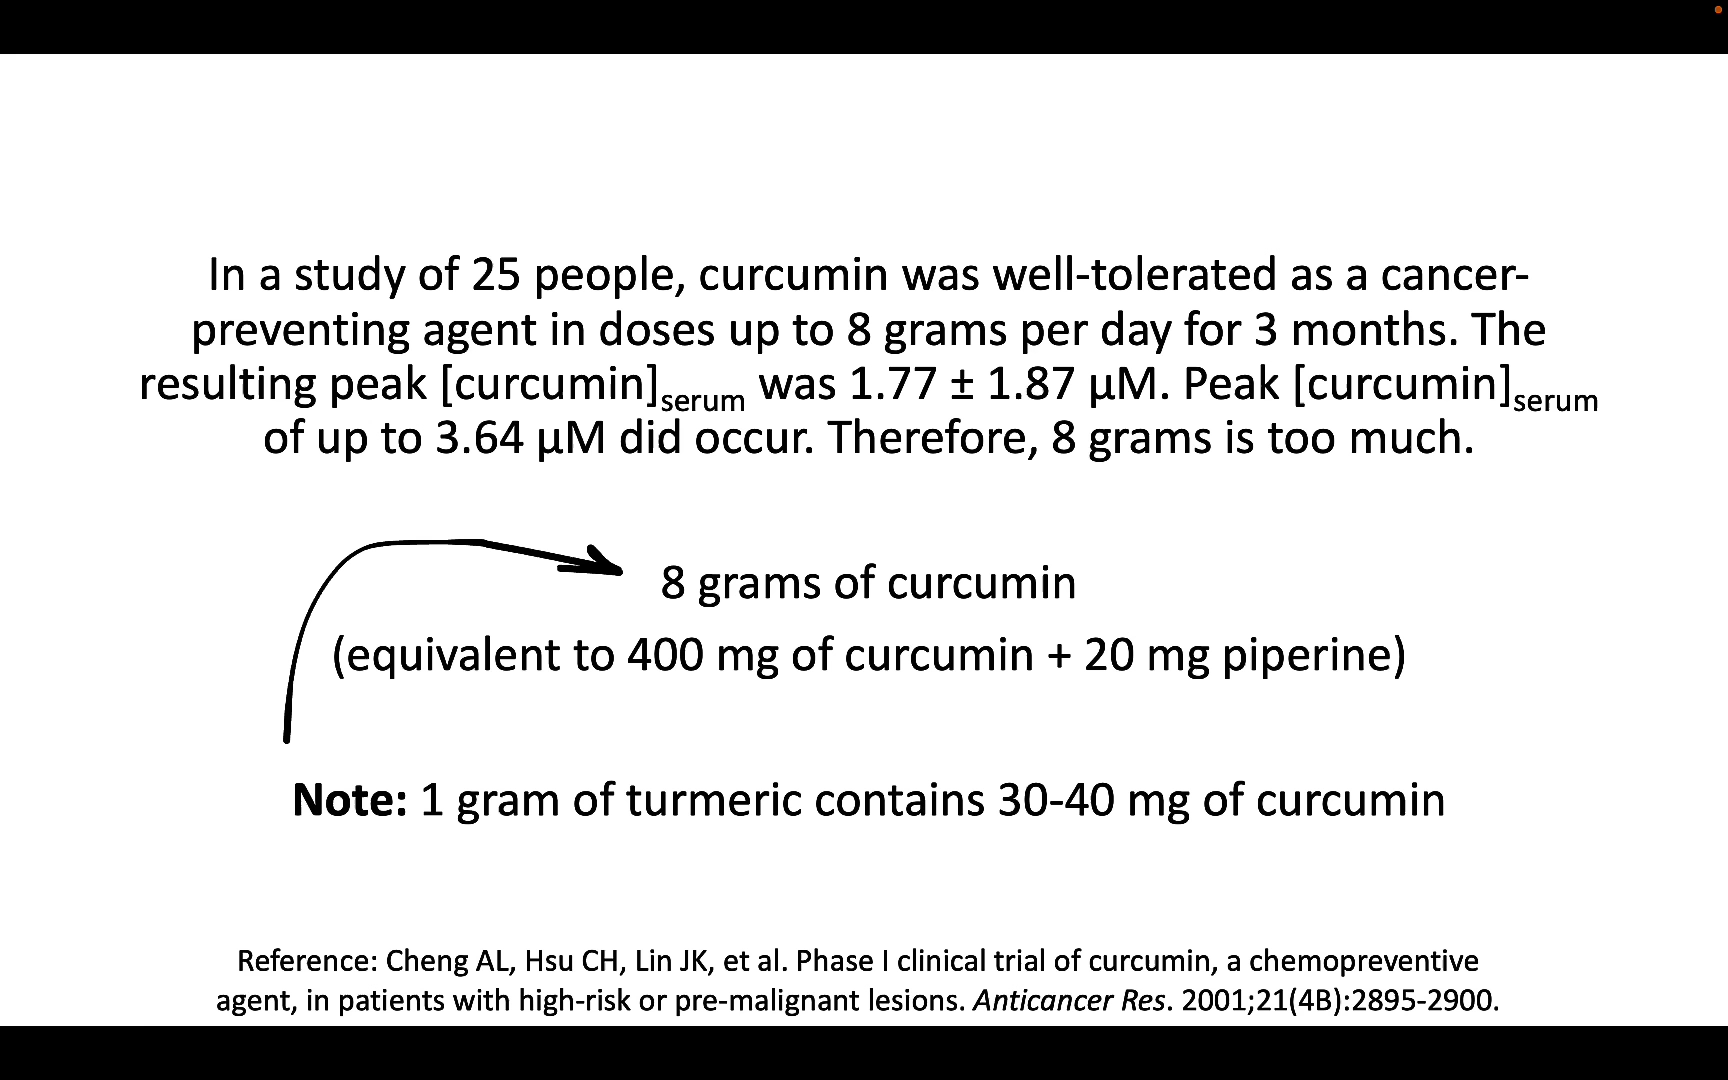 In a study of 25 people, curcumin was well-tolerated as a cancer-
preventing agent in doses up to 8 grams per day for 3 months. The
resulting peak [curcumin]serum was 1.77 ± 1.87 μM. Peak [curcumin]serum
of up to 3.64 μM did occur. Therefore, 8 grams is too much.
8 grams of curcumin
(equivalent to 400 mg of curcumin + 20 mg piperine)
Note: 1 gram of turmeric contains 30-40 mg of curcumin
Reference: Cheng AL, Hsu CH, Lin JK, et al. Phase I clinical trial of curcumin, a chemopreventive
agent, in patients with high-risk or pre-malignant lesions. Anticancer Res. 2001;21(4B):2895-2900.